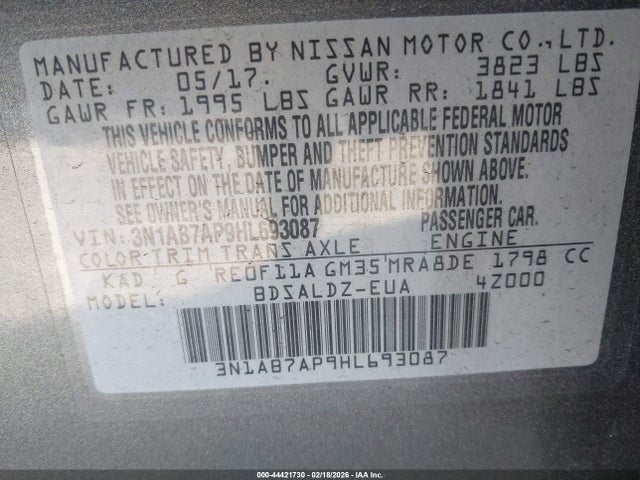 MANUFACTURED BY NISSAN MOTOR CO., LTD.
DATE: 05/17. GVWR: 3823 LBS
GAWR FR: 1995 LBS GAWR RR: 1841 LBS
THIS VEHICLE CONFORMS TO ALL APPLICABLE FEDERAL MOTOR
VEHICLE SAFETY, BUMPER AND THEFT PREVENTION STANDARDS
IN EFFECT ON THE DATE OF MANUFACTURE SHOWN ABOVE.
SEE OWNER'S MANUAL FOR ADDITIONAL INFORMATION.
VIN: 3N1AB7AP9HL693087 PASSENGER CAR.
COLOR TRIM TRANS AXLE ENGINE
KAD G RE0F11A GM35 MRA8DE 1798 CC
MODEL: BDSALDZ-EUA 4Z000
3N1AB7AP9HL693087
000-44421730 - 02/18/2026 - IAA Inc.